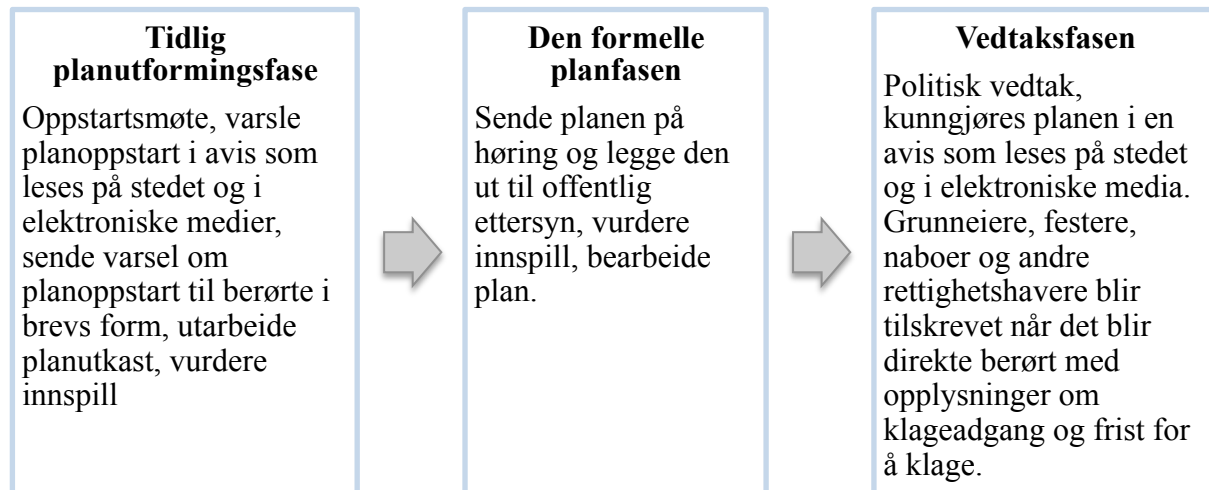 Tidlig
planutformingsfase
Oppstartsmøte, varsle
planoppstart i avis som
leses på stedet og i
elektroniske medier,
sende varsel om
planoppstart til berørte i
brevs form, utarbeide
planutkast, vurdere
innspill
Den formelle
planfasen
Sende planen på
høring og legge den
ut til offentlig
ettersyn, vurdere
innspill, bearbeide
plan.
Vedtaksfasen
Politisk vedtak,
kunngjøres planen i en
avis som leses på stedet
og i elektroniske media.
Grunneiere, festere,
naboer og andre
rettighetshavere blir
tilskrevet når det blir
direkte berørt med
opplysninger om
klageadgang og frist for
å klage.